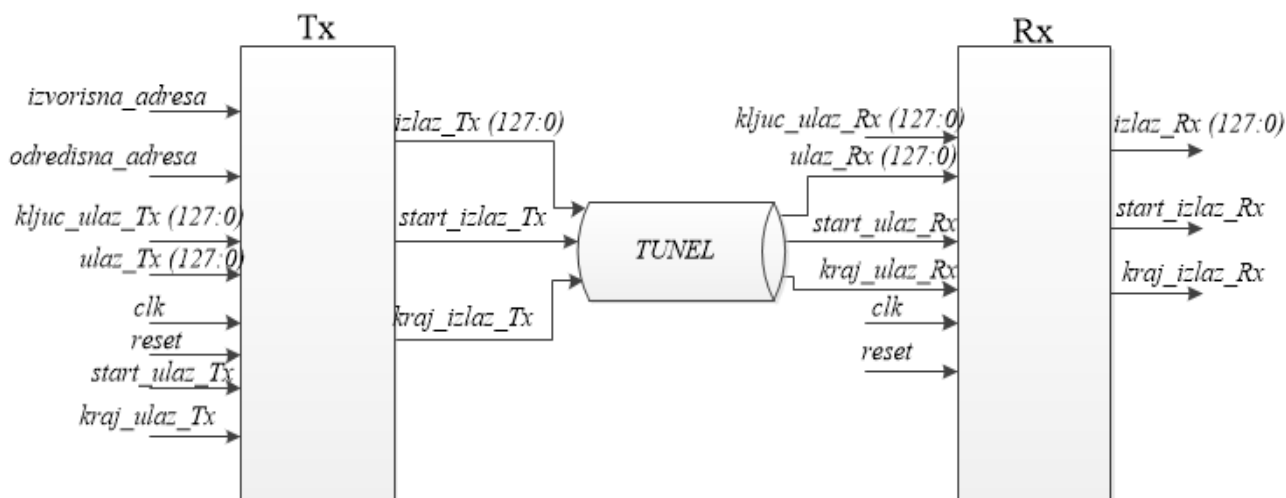 Tx
izvorisna_adresa
odredisna_adresa
kljuc_ulaz_Tx (127:0)
ulaz_Tx (127:0)
clk
reset
start_ulaz_Tx
kraj_ulaz_Tx
izlaz_Tx (127:0)
start_izlaz_Tx
kraj_izlaz_Tx
TUNEL
Rx
kljuc_ulaz_Rx (127:0)
ulaz_Rx (127:0)
start_ulaz_Rx
kraj_ulaz_Rx
clk
reset
izlaz_Rx (127:0)
start_izlaz_Rx
kraj_izlaz_Rx